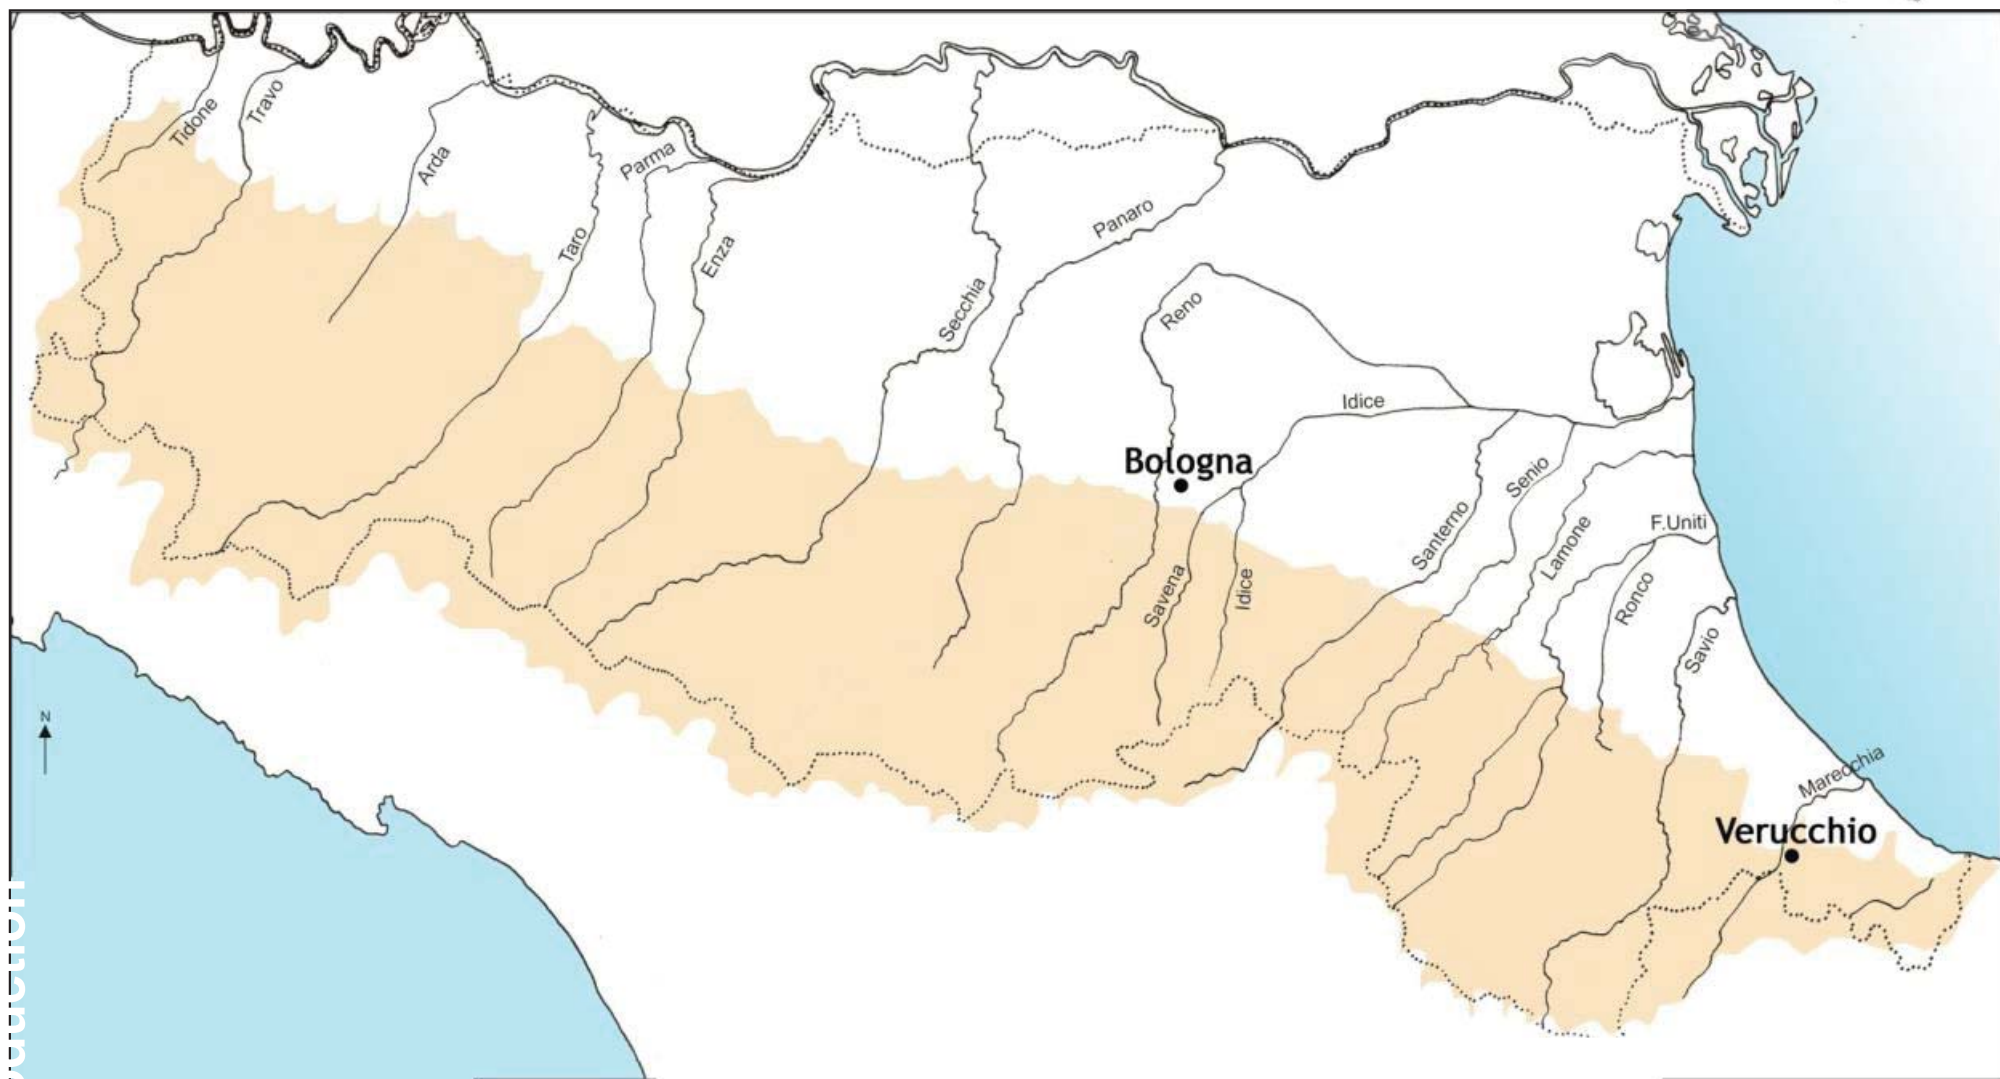 Tidone
Travo
Arda
Taro
Parma
Enza
Secchia
Panaro
Reno
Idice
Bologna
Savena
Idice
Santerno
Senio
Lamone
F.Uniti
Ronco
Savio
Marecchia
Verucchio
N